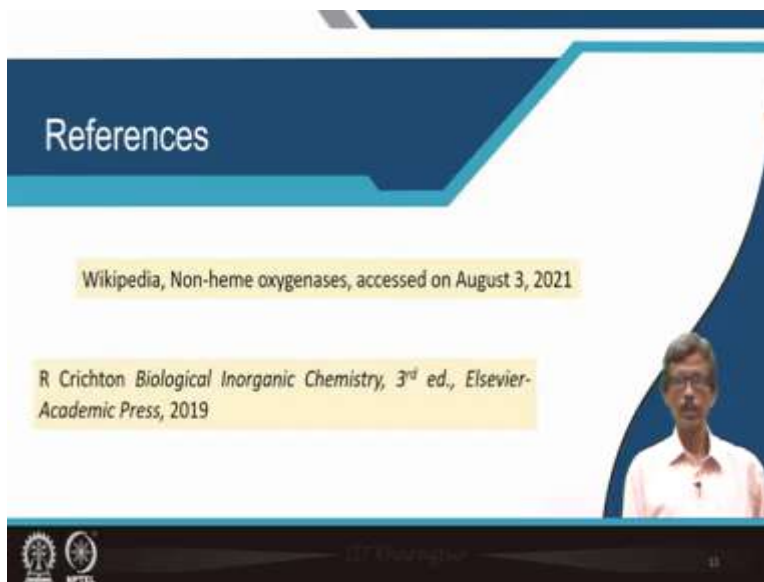 References
Wikipedia, Non-heme oxygenases, accessed on August 3, 2021
R Crichton Biological Inorganic Chemistry, 3rd ed., Elsevier-
Academic Press, 2019
NPTEL